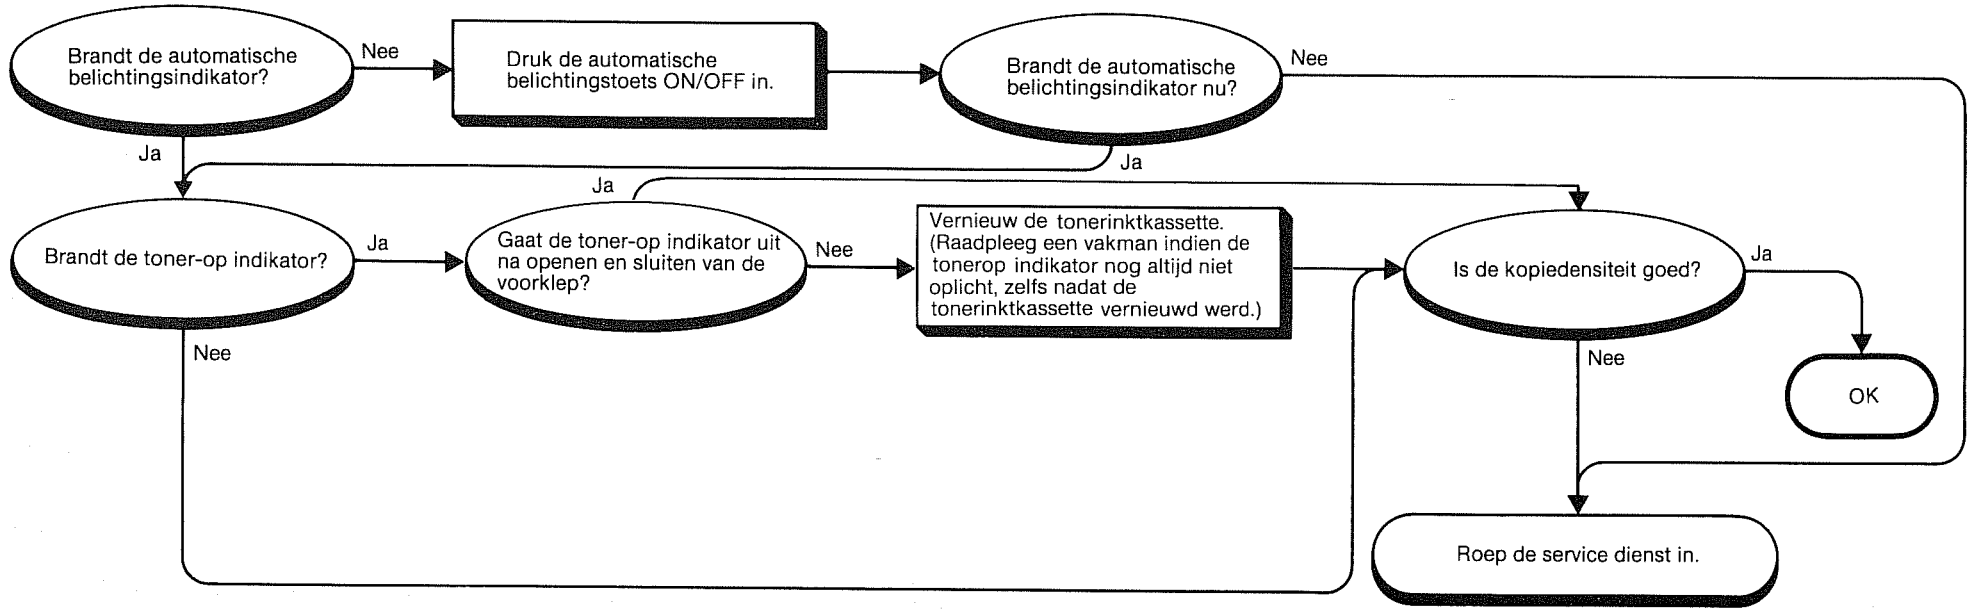 Brandt de automatische
belichtingsindikator?
Nee
Druk de automatische
belichtingstoets ON/OFF in.
Brandt de automatische
belichtingsindikator nu?
Nee
Ja
Ja
Brandt de toner-op indikator?
Ja
Gaat de toner-op indikator uit
na openen en sluiten van de
voorklep?
Ja
Nee
Vernieuw de tonerinktkassette.
(Raadpleeg een vakman indien de
tonerop indikator nog altijd niet
oplicht, zelfs nadat de
tonerinktkassette vernieuwd werd.)
Is de kopiedensiteit goed?
Ja
Nee
Nee
OK
Roep de service dienst in.